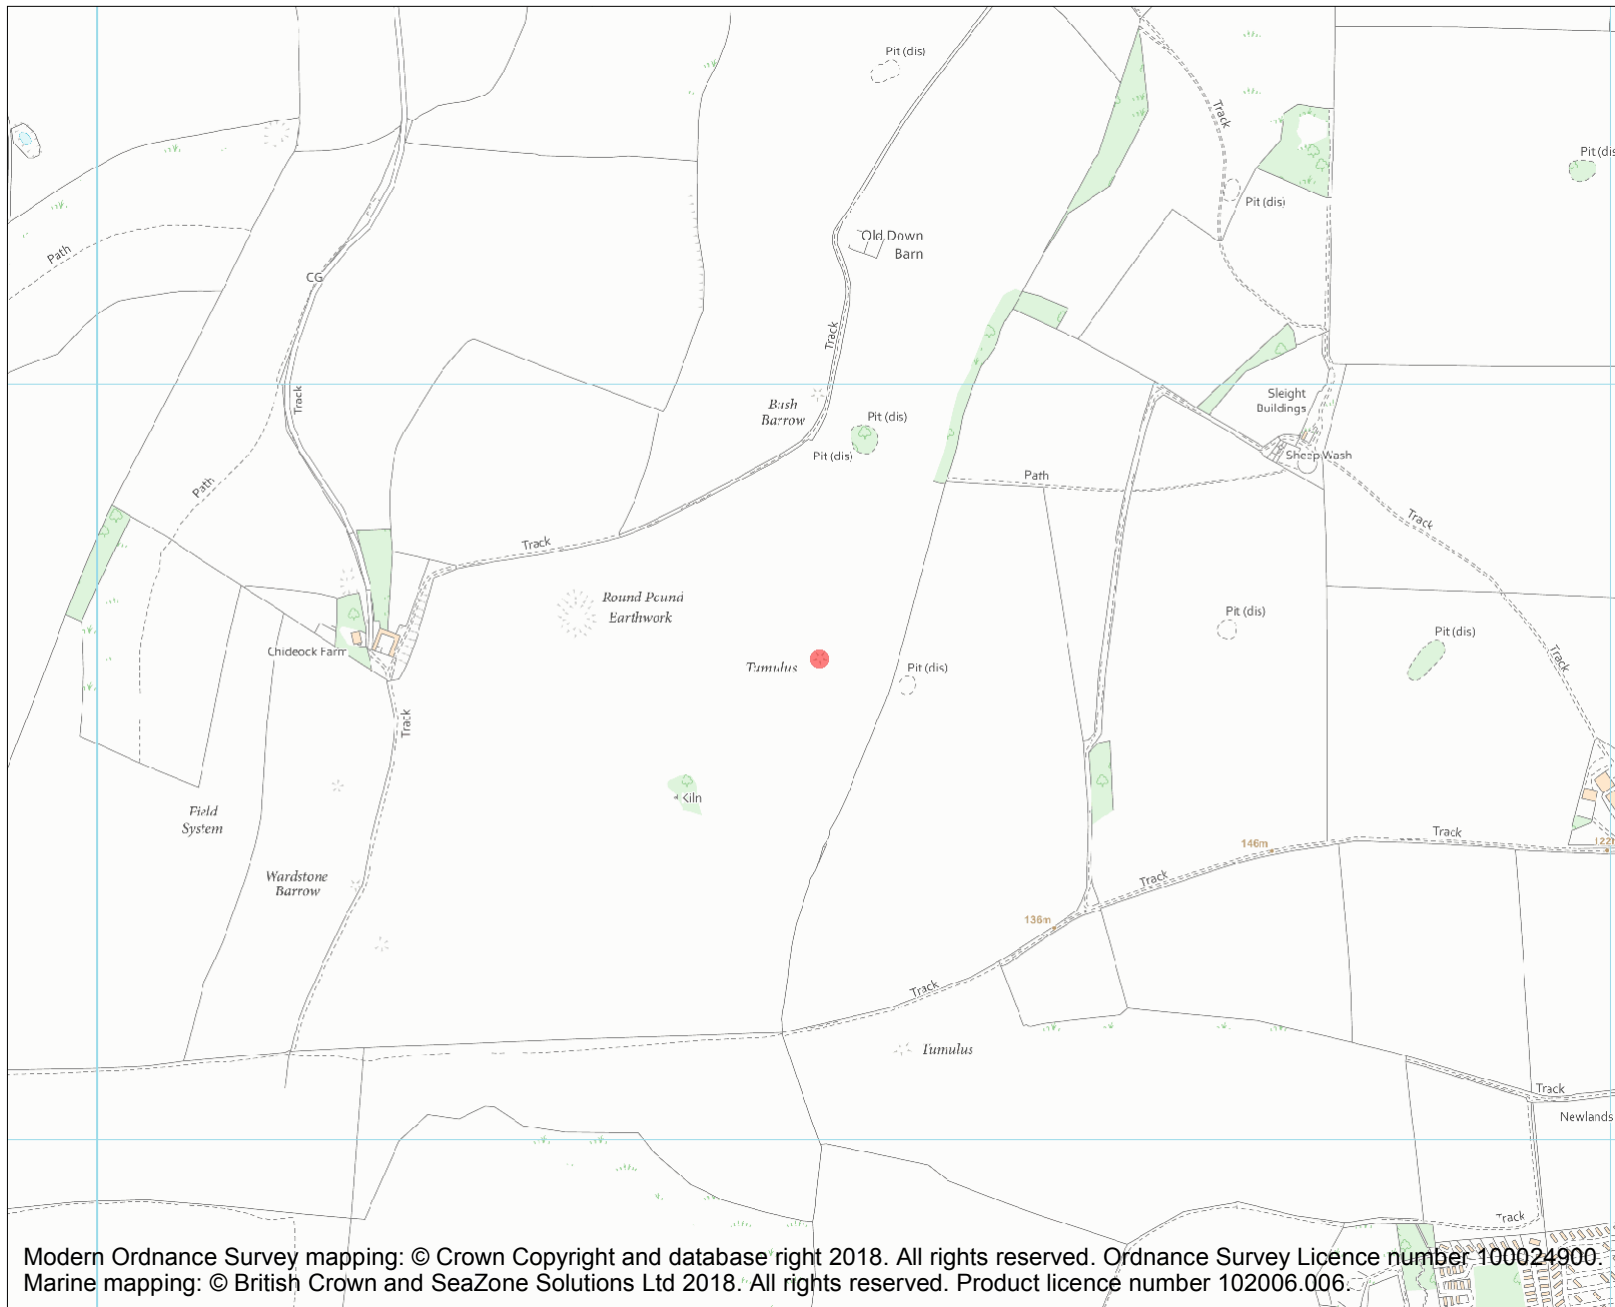 Pit (dis)
Track
Pit (dis
Pit (dis)
Path
Old Down
Barn
CG
Track
Track
Bush
Barrow
Pit (dis)
Pit (dis)
Sleight
Buildings
Sheep Wash
Path
Path
Track
Track
Round Pound
Earthwork
Pit (dis)
Pit (dis)
Chideock Farm
Tumulus
Pit (dis)
Track
Track
Kiln
Field
System
Track
146m
122
Wardstone
Barrow
Track
136m
Track
Tumulus
Track
Newlands
Track
Modern Ordnance Survey mapping: © Crown Copyright and database right 2018. All rights reserved. Ordnance Survey Licence number 100024900.
Marine mapping: © British Crown and SeaZone Solutions Ltd 2018. All rights reserved. Product licence number 102006.006.